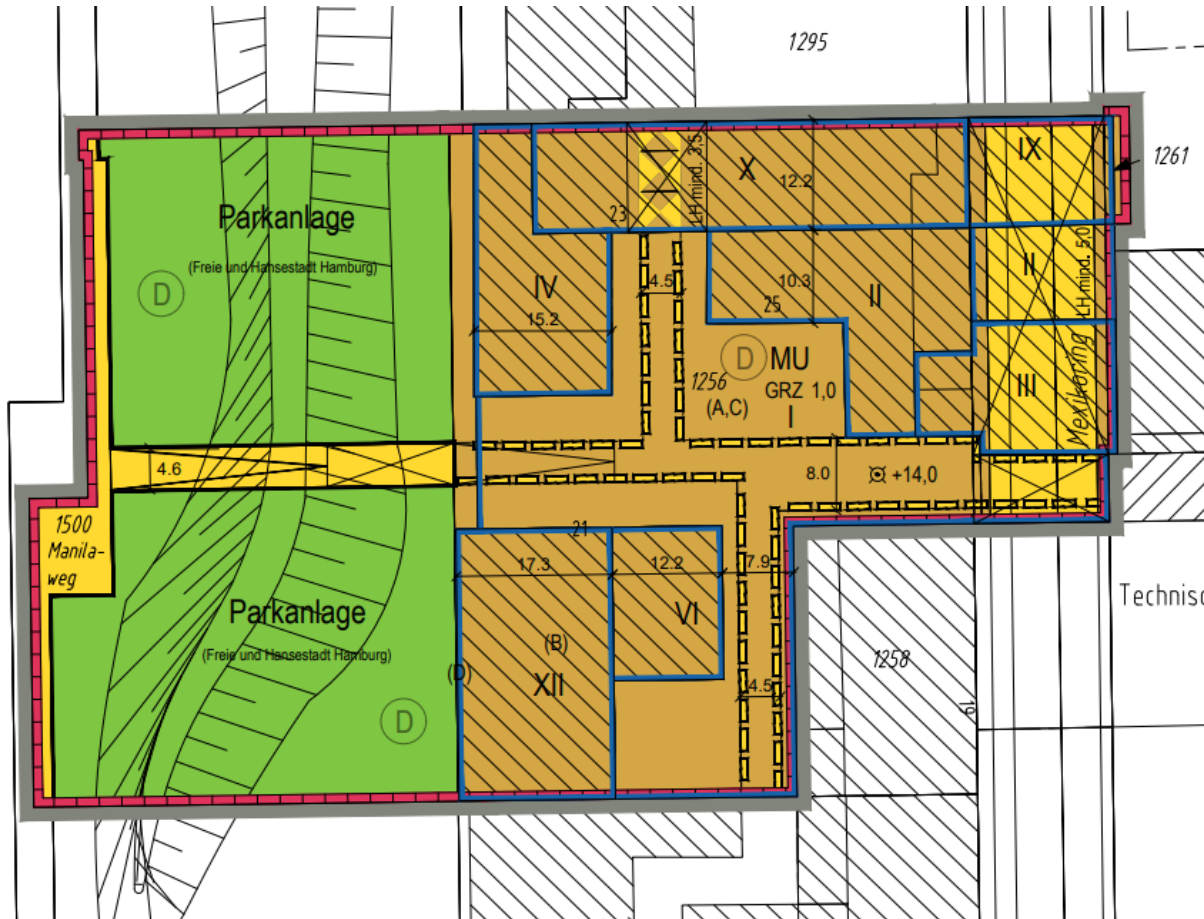 1295
1261
Parkanlage
(Freie und Hansestadt Hamburg)
D
X
12.2
LH mind. 3,5
23
IX
IV
15.2
4.5
10.3
25
II
II
LH mind. 5,0
D
MU
1256
GRZ 1,0
(A,C)
I
III
Mexikoring
4.6
8.0
+14,0
1500
Manila-
weg
21
17.3
12.2
7.9
Parkanlage
(Freie und Hansestadt Hamburg)
VI
(B)
(D)
XII
4.5
D
1258
19
Technisc